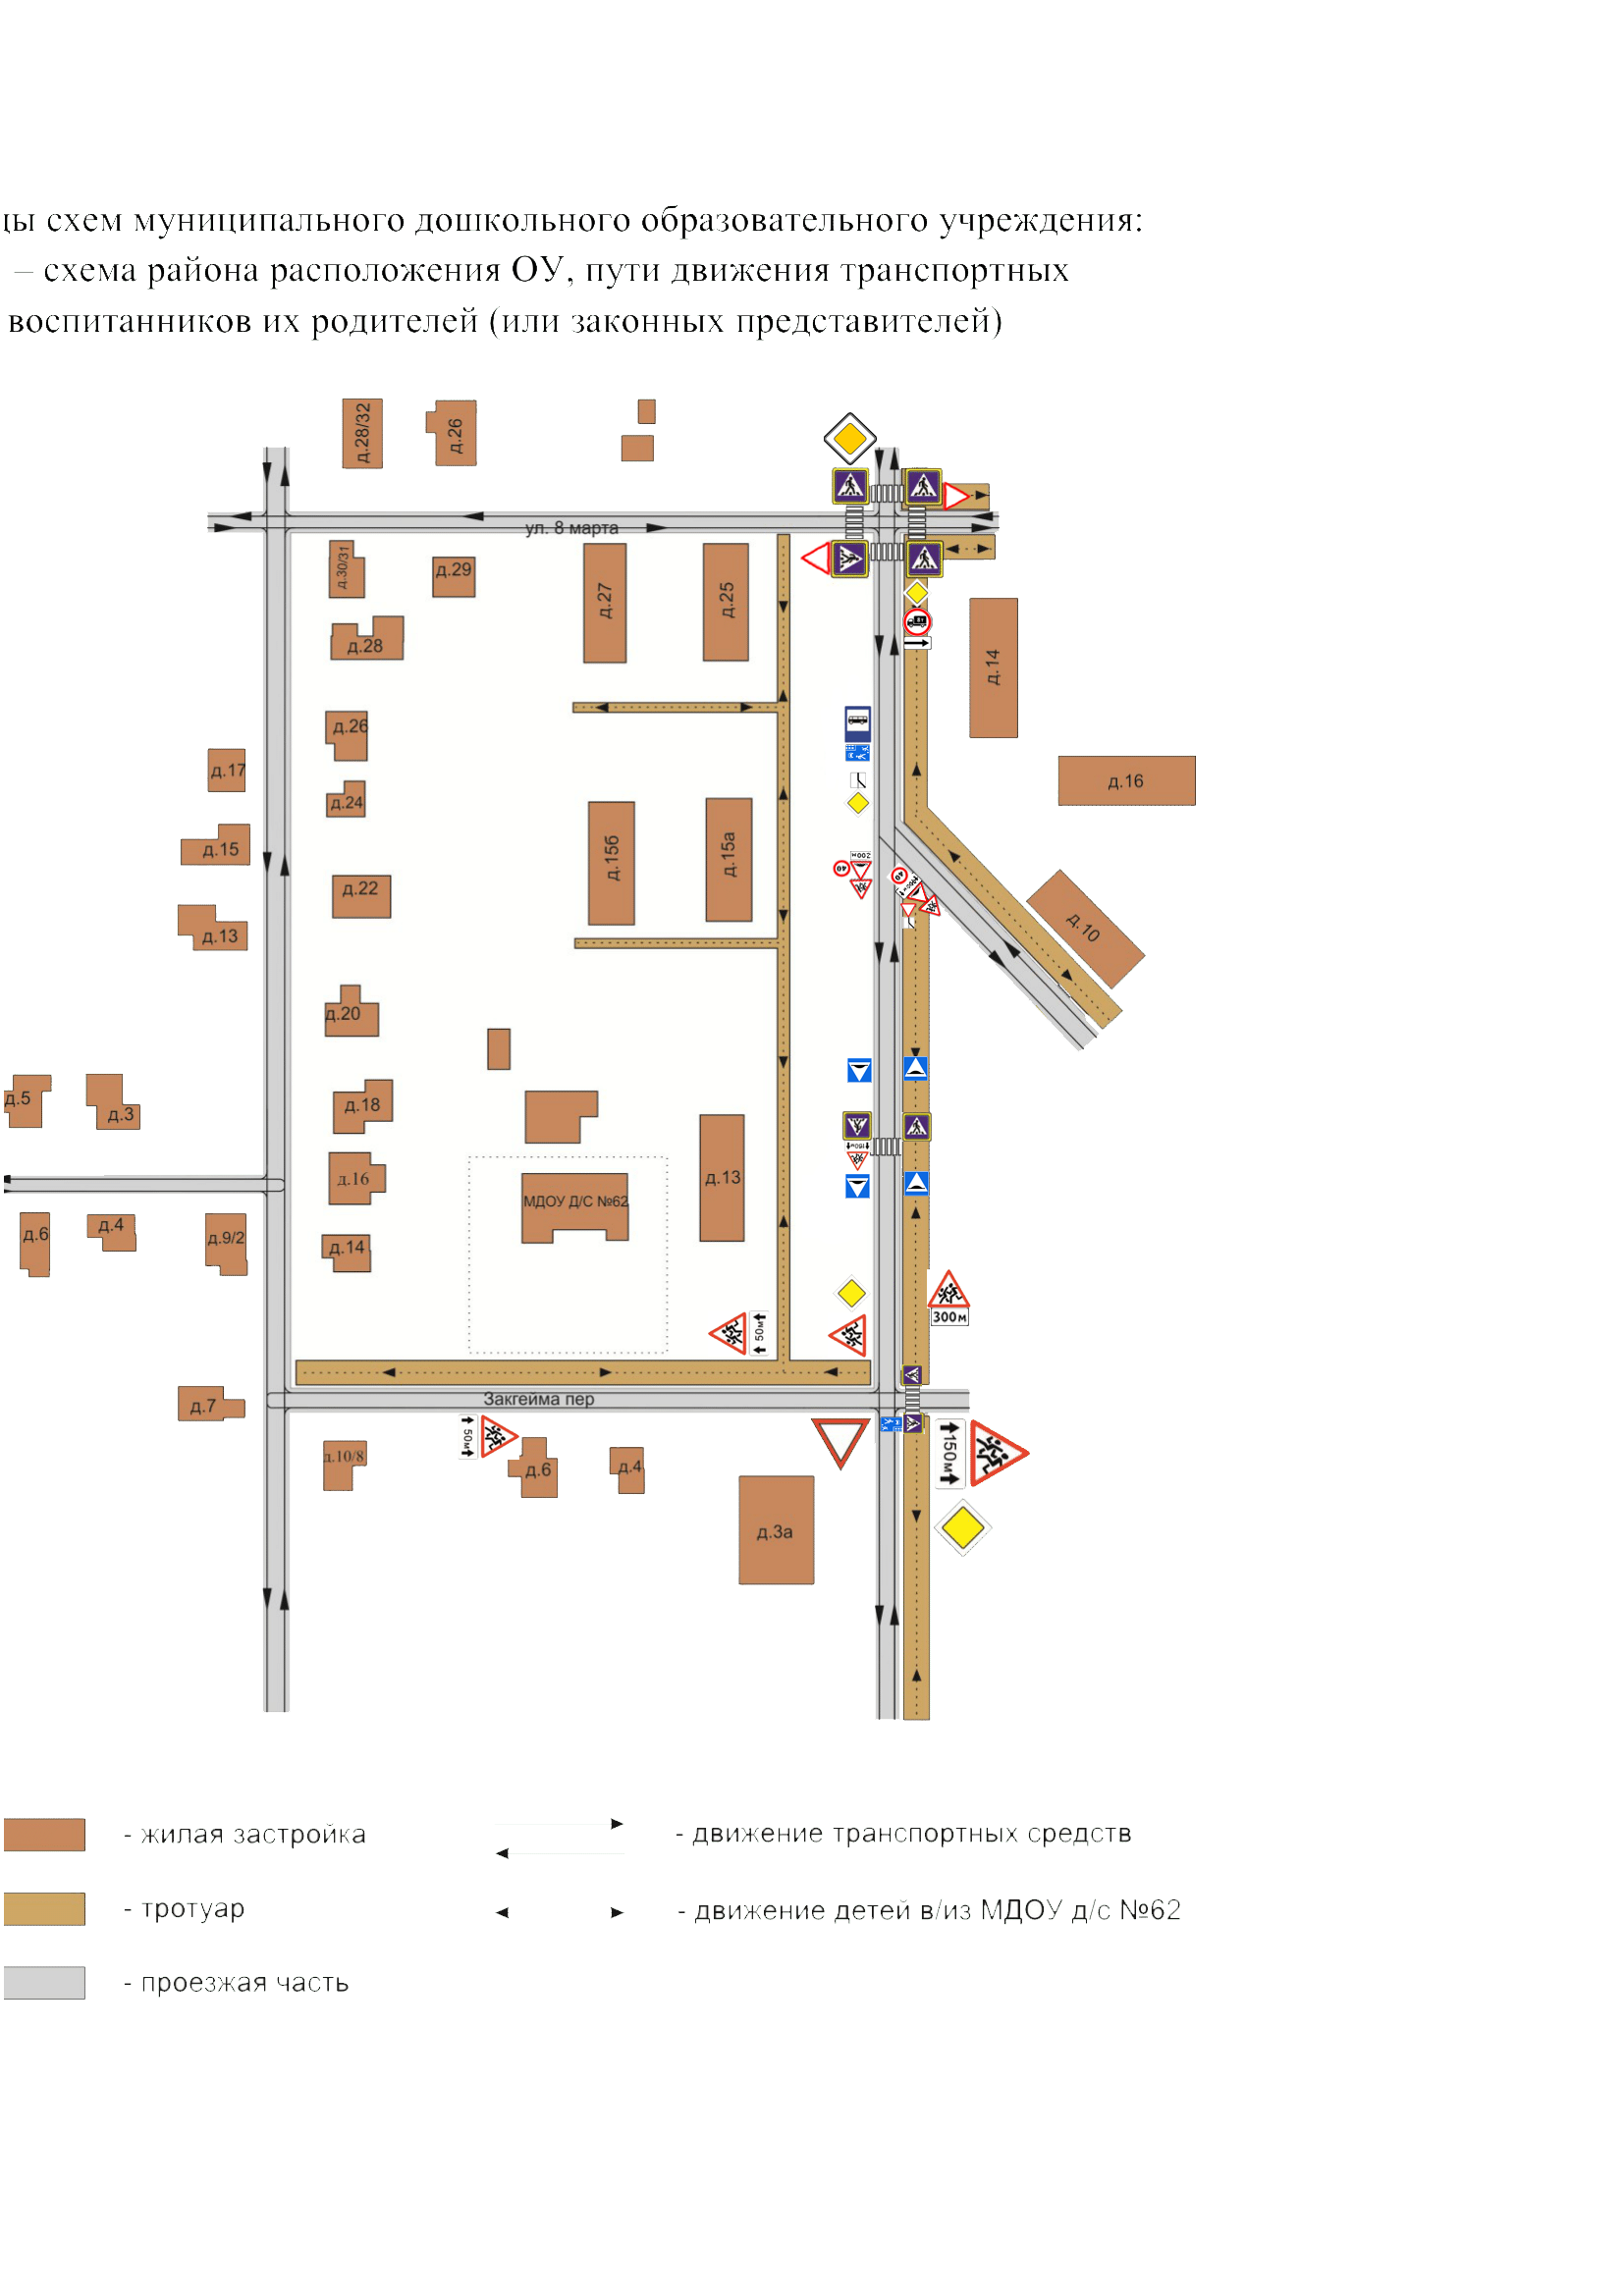 цы схем муниципального дошкольного образовательного учреждения:
– схема района расположения ОУ, пути движения транспортных
воспитанников их родителей (или законных представителей)
д.28/32
д.26
ул. 8 марта
д.30/31
д.29
д.27
д.25
д.28
д.14
д.26
д.17
д.16
д.24
д.15
д.15б
д.15а
200м
40
40
д.22
д.13
д.10
д.20
д.5
д.3
д.18
150м
д.16
МДОУ Д/С №62
д.13
д.6
д.4
д.9/2
д.14
300м
50м
Закгейма пер
д.7
50м
150м
д.10/8
д.6
д.4
д.3а
- жилая застройка
- движение транспортных средств
- тротуар
- движение детей в/из МДОУ д/с №62
- проезжая часть